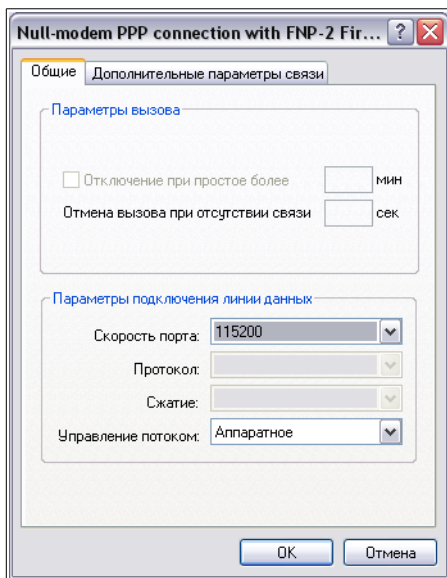 Null-modem PPP connection with FNP-2 Fir...
Общие
Дополнительные параметры связи
Параметры вызова
Отключение при простое более мин
Отмена вызова при отсутствии связи сек
Параметры подключения линии данных
Скорость порта: 115200
Протокол:
Сжатие:
Управление потоком: Аппаратное
OK Отмена